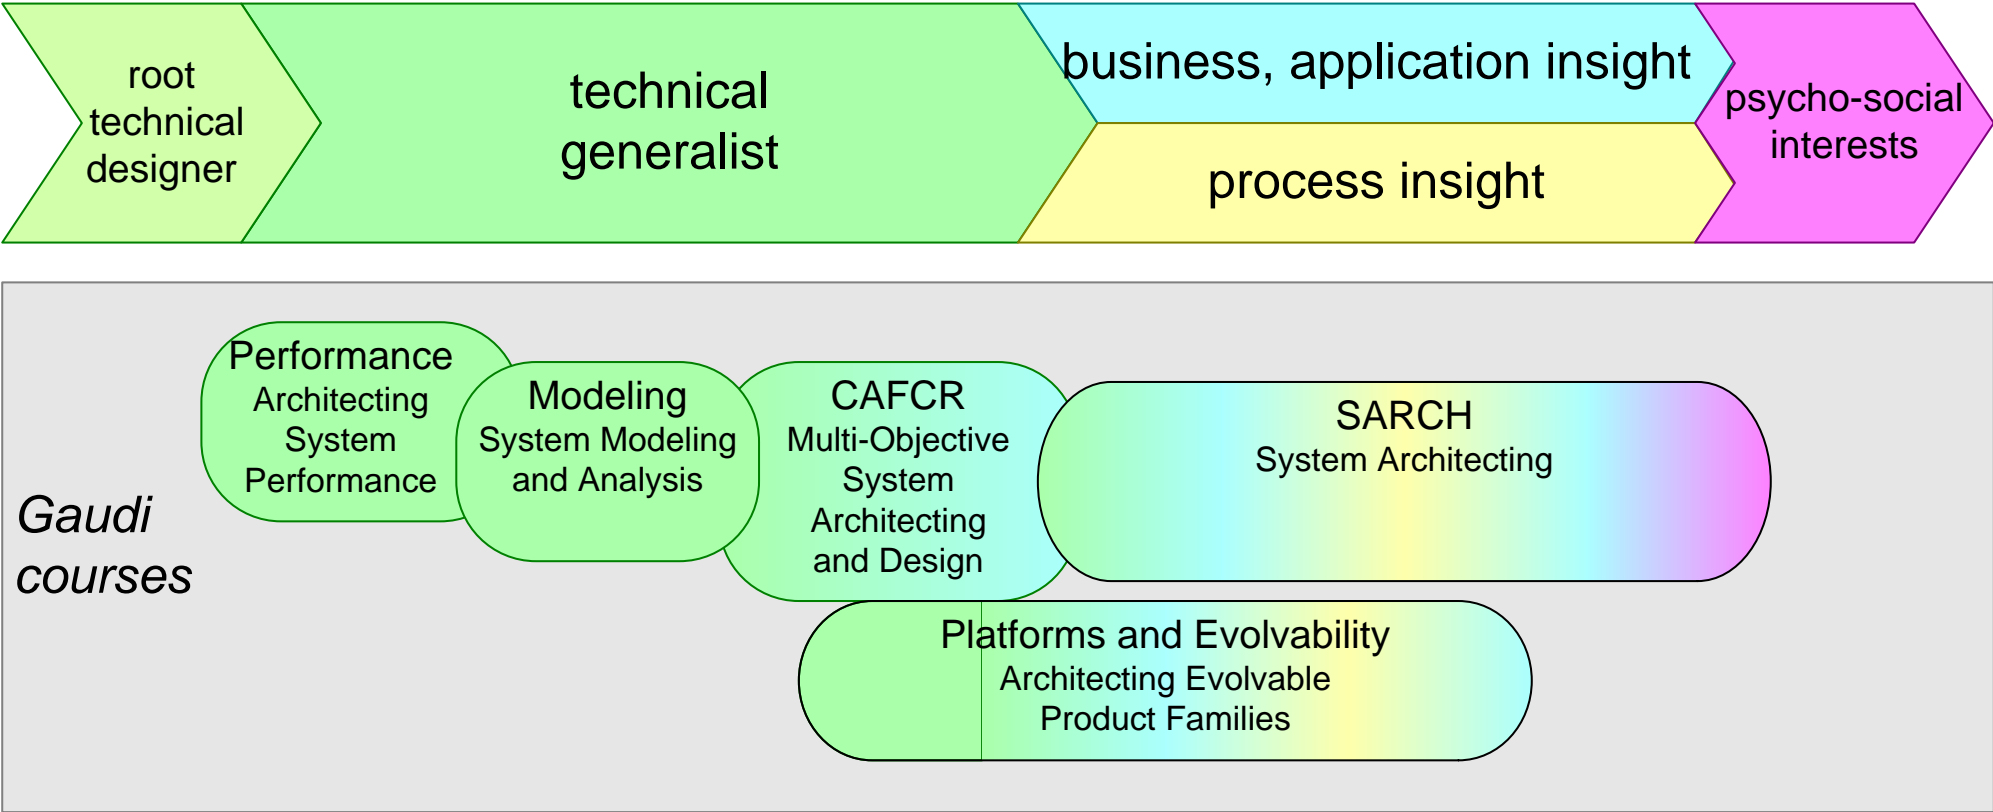 root
technical
designer
technical
generalist
business, application insight
process insight
psycho-social
interests
Gaudi
courses
Performance
Architecting
System
Performance
Modeling
System Modeling
and Analysis
CAFCR
Multi-Objective
System
Architecting
and Design
SARCH
System Architecting
Platforms and Evolvability
Architecting Evolvable
Product Families